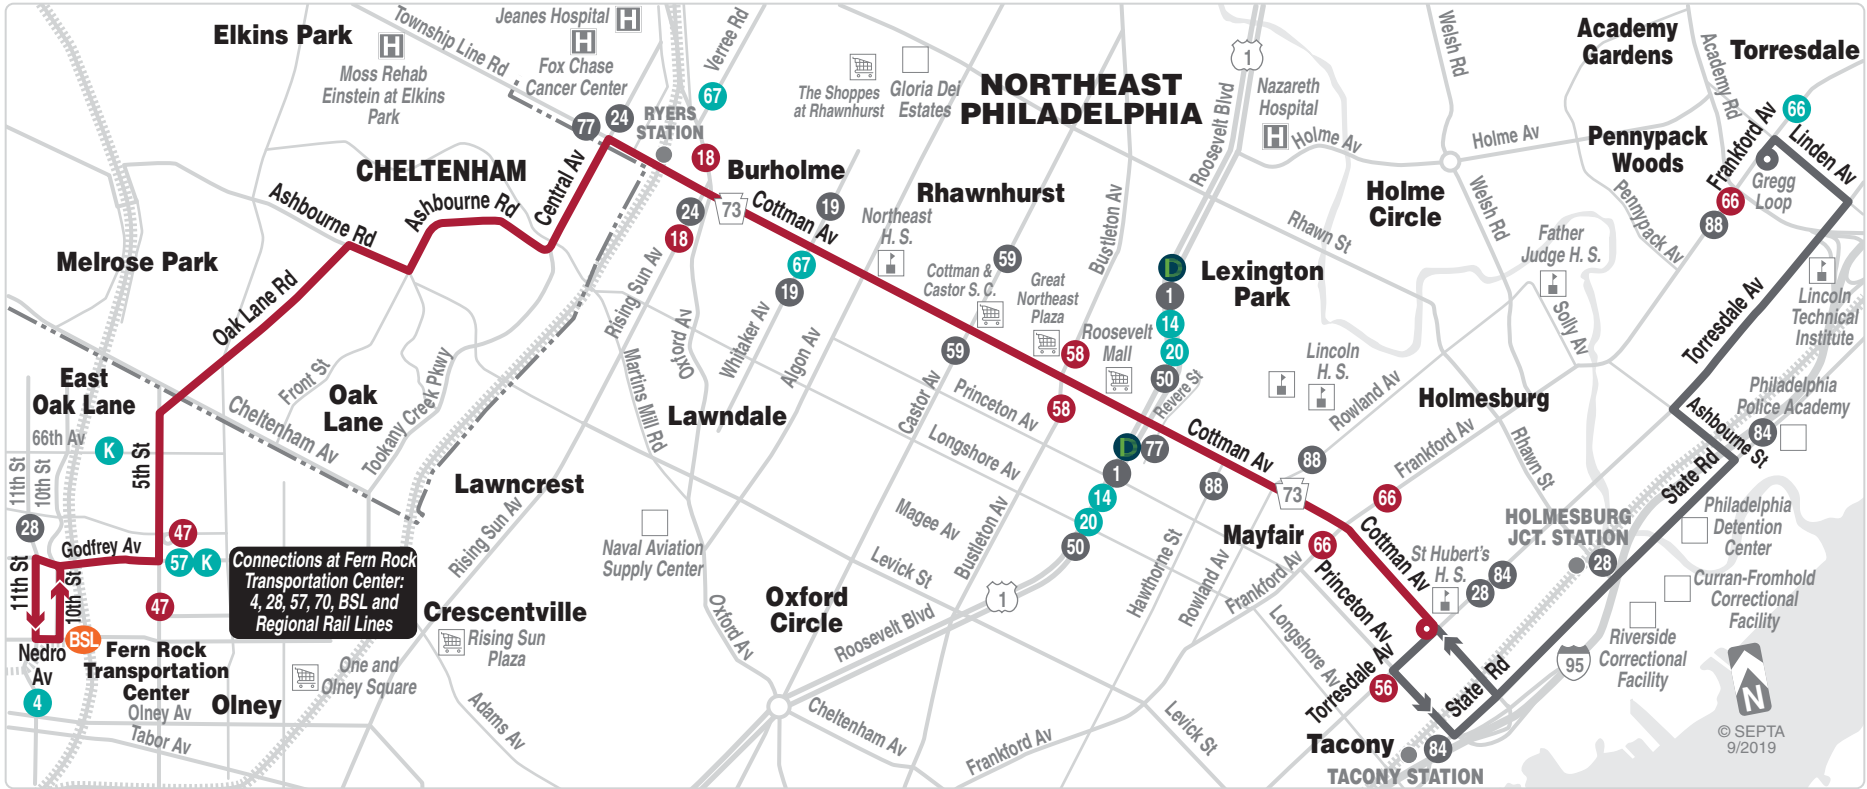 Elkins Park
Township Line Rd
Jeanes Hospital
H
H
H
Moss Rehab
Einstein at Elkins
Park
Fox Chase
Cancer Center
Verree Rd
67
77
24
RYERS
STATION
18
Burholme
The Shoppes
at Rhawnhurst
Gloria Dei
Estates
NORTHEAST
PHILADELPHIA
1
Roosevelt Blvd
Nazareth
Hospital
H
Holme Av
Welsh Rd
Holme Av
Academy
Gardens
Academy Rd
Torresdale
66
Pennypack
Woods
Frankford Av
Linden Av
Gregg
Loop
66
88
Pennypack Av
CHELTENHAM
Ashbourne Rd
Ashbourne Rd
Central Av
24
18
73
Cottman Av
19
Rhawnhurst
Northeast
H. S.
67
19
59
Cottman &
Castor S. C.
Great
Northeast
Plaza
Bustleton Av
D
1
14
20
50
Lexington
Park
Rhawn St
Holme
Circle
Welsh Rd
Father
Judge H. S.
Solly Av
Torresdale Av
Lincoln
Technical
Institute
Melrose Park
Oak Lane Rd
Rising Sun Av
Oxford Av
Whitaker Av
Algon Av
59
58
Roosevelt
Mall
Revere St
Lincoln
H. S.
Rowland Av
Holmesburg
Philadelphia
Police Academy
84
Ashbourne St
East
Oak Lane
66th Av
K
11th St
10th St
5th St
Front St
Oak
Lane
Cheltenham Av
Tookany Creek Pkwy
Martins Mill Rd
Lawndale
Castor Av
Princeton Av
Longshore Av
58
D
77
1
14
20
50
Cottman Av
88
88
73
Frankford Av
66
Rhawn St
State Rd
Philadelphia
Detention
Center
28
47
57
K
Godfrey Av
11th St
10th St
47
Connections at Fern Rock
Transportation Center:
4, 28, 57, 70, BSL and
Regional Rail Lines
Lawncrest
Rising Sun Av
Naval Aviation
Supply Center
Magee Av
Levick St
Bustleton Av
1
Hawthorne St
Rowland Av
Mayfair
66
Frankford Av
Cottman Av
St Hubert's
H. S.
28
84
HOLMESBURG
JCT. STATION
28
Curran-Fromhold
Correctional
Facility
Riverside
Correctional
Facility
BSL
Nedro
Av
4
Fern Rock
Transportation
Center
Olney Av
Olney
Tabor Av
One and
Olney Square
Crescentville
Rising Sun
Plaza
Adams Av
Oxford Av
Oxford
Circle
Roosevelt Blvd
Cheltenham Av
Frankford Av
Levick St
Longshore Av
Princeton Av
Torresdale Av
56
State Rd
95
Tacony
84
TACONY STATION
N
© SEPTA
9/2019